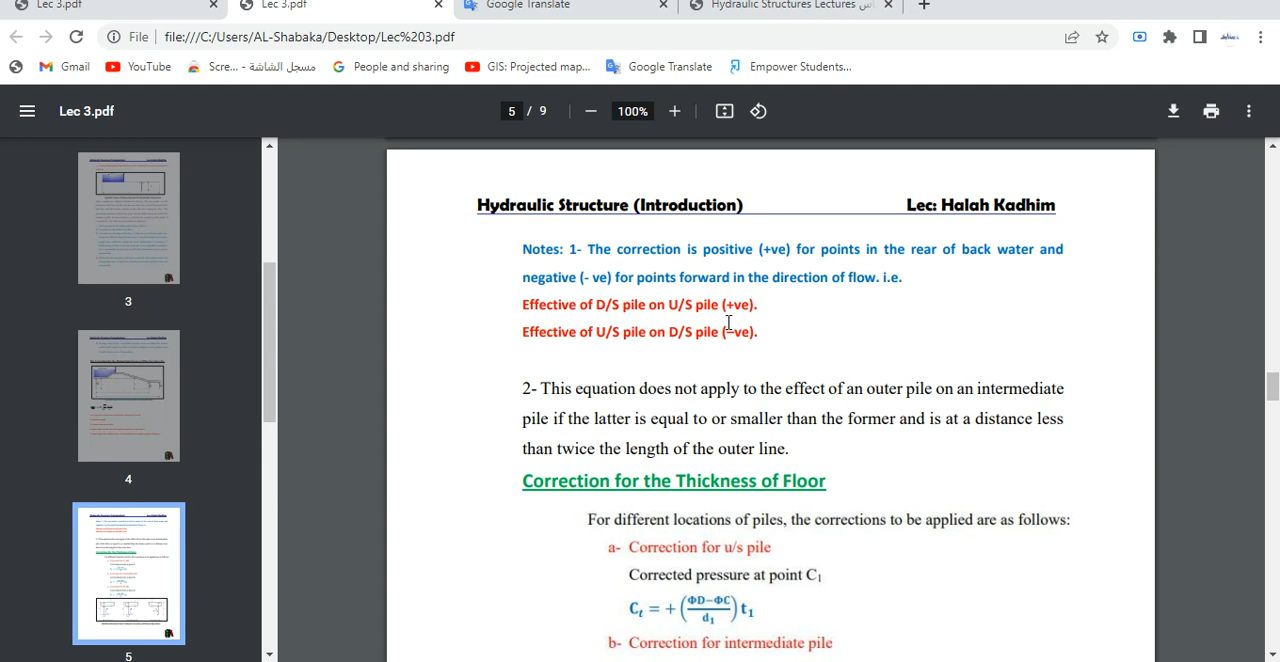 Lec 3.pdf
Lec 3.pdf
Google Translate
Hydraulic Structures Lectures
File
file:///C:/Users/AL-Shabaka/Desktop/Lec%203.pdf
Gmail
YouTube
Scre... - مسجل الشاشة
People and sharing
GIS: Projected map...
Google Translate
Empower Students...
Lec 3.pdf
5 / 9
100%
3
4
5
Hydraulic Structure (Introduction) Lec: Halah Kadhim
Notes: 1- The correction is positive (+ve) for points in the rear of back water and
negative (- ve) for points forward in the direction of flow. i.e.
Effective of D/S pile on U/S pile (+ve).
Effective of U/S pile on D/S pile (–ve).
2- This equation does not apply to the effect of an outer pile on an intermediate
pile if the latter is equal to or smaller than the former and is at a distance less
than twice the length of the outer line.
Correction for the Thickness of Floor
For different locations of piles, the corrections to be applied are as follows:
a- Correction for u/s pile
Corrected pressure at point C₁
Cₜ = +((ΦD−ΦC)/d₁) t₁
b- Correction for intermediate pile